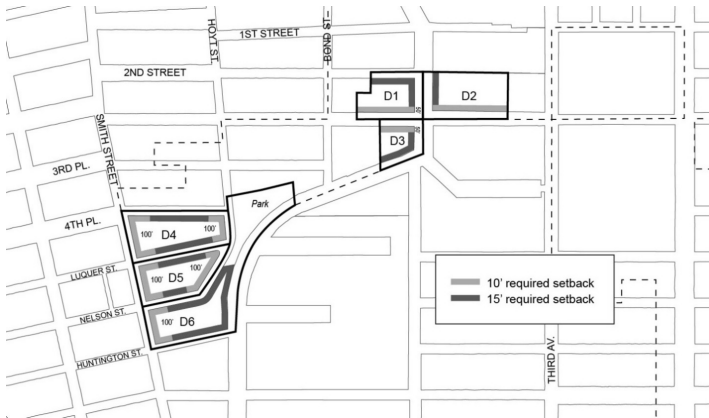 1ST STREET
HOYT ST.
BOND ST.
2ND STREET
D1
D2
D3
SMITH STREET
3RD PL.
Park
4TH PL.
100'
D4
100'
100'
D5
100'
LUQUER ST.
NELSON ST.
100'
D6
HUNTINGTON ST.
10' required setback
15' required setback
THIRD AV.